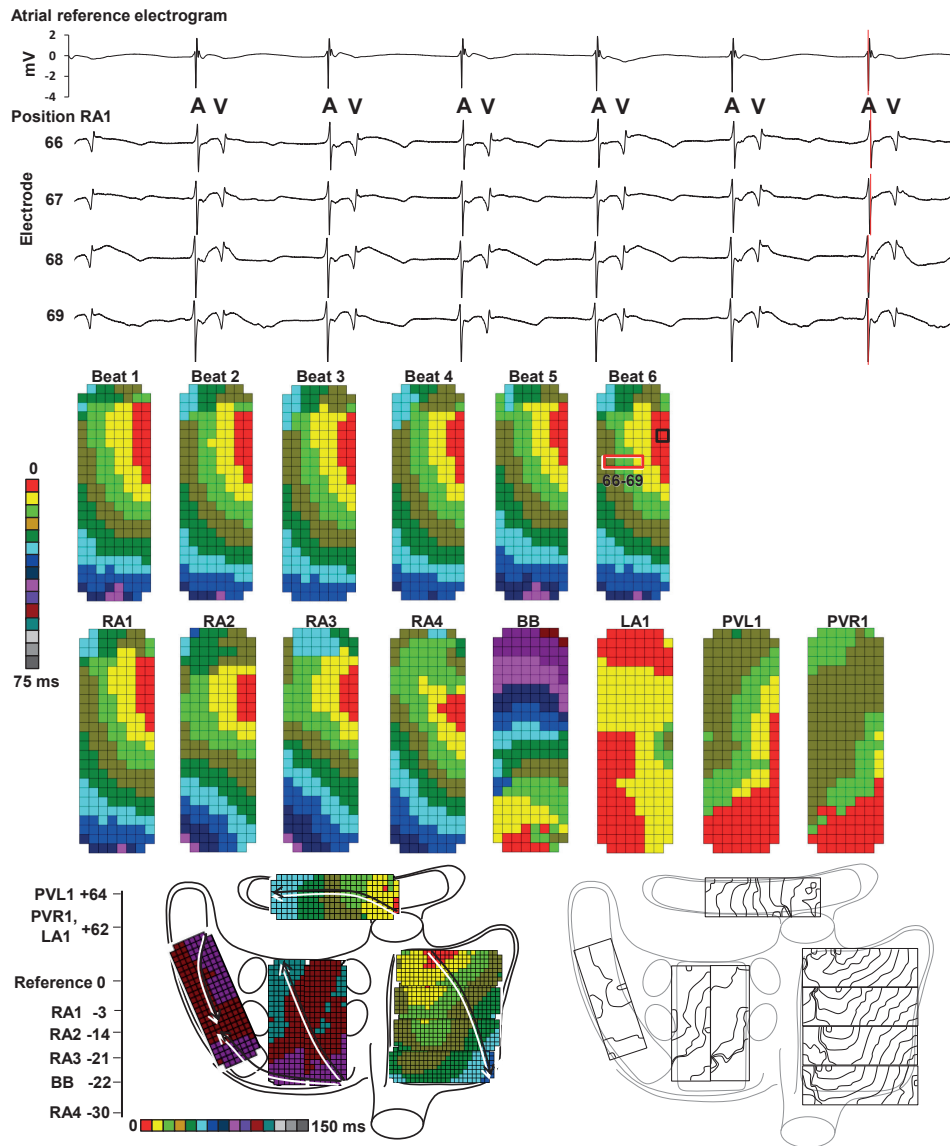 Atrial reference electrogram
2
0
-2
-4
mV
A V A V A V A V A V A V
Position RA1
66
67
68
69
Electrode
Beat 1 Beat 2 Beat 3 Beat 4 Beat 5 Beat 6
66-69
0
75 ms
RA1 RA2 RA3 RA4 BB LA1 PVL1 PVR1
PVL1 +64
PVR1,
LA1 +62
Reference 0
RA1 -3
RA2 -14
RA3 -21
BB -22
RA4 -30
0 150 ms